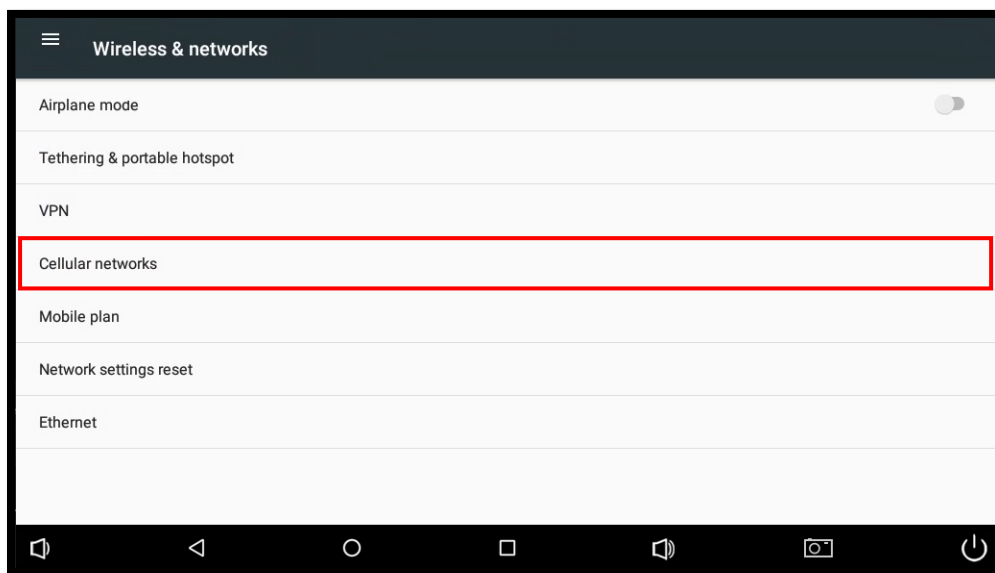 Wireless & networks
Airplane mode
Tethering & portable hotspot
VPN
Cellular networks
Mobile plan
Network settings reset
Ethernet